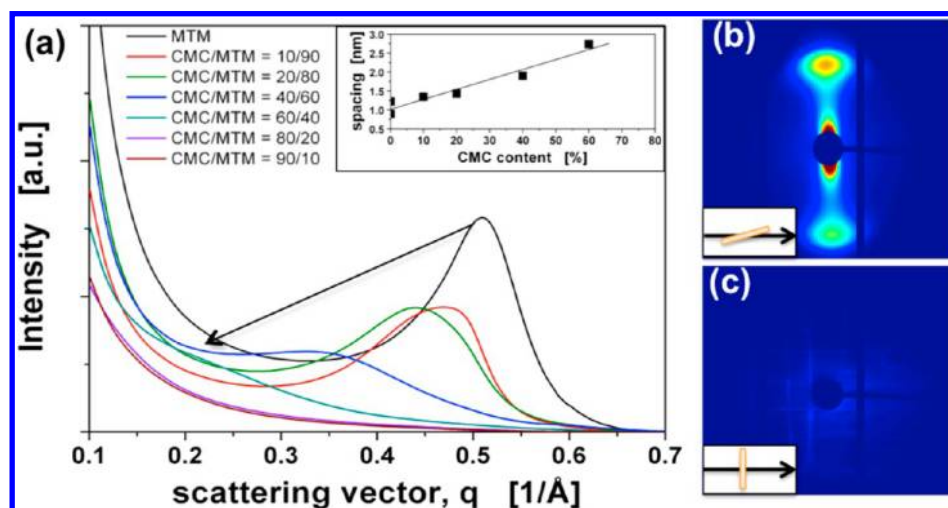 (a)
MTM
CMC/MTM = 10/90
CMC/MTM = 20/80
CMC/MTM = 40/60
CMC/MTM = 60/40
CMC/MTM = 80/20
CMC/MTM = 90/10
spacing [nm]
3.0
2.5
2.0
1.5
1.0
0.5
0 10 20 30 40 50 60 70 80
CMC content [%]
Intensity [a.u.]
0.1 0.2 0.3 0.4 0.5 0.6 0.7
scattering vector, q [1/Å]
(b)
(c)